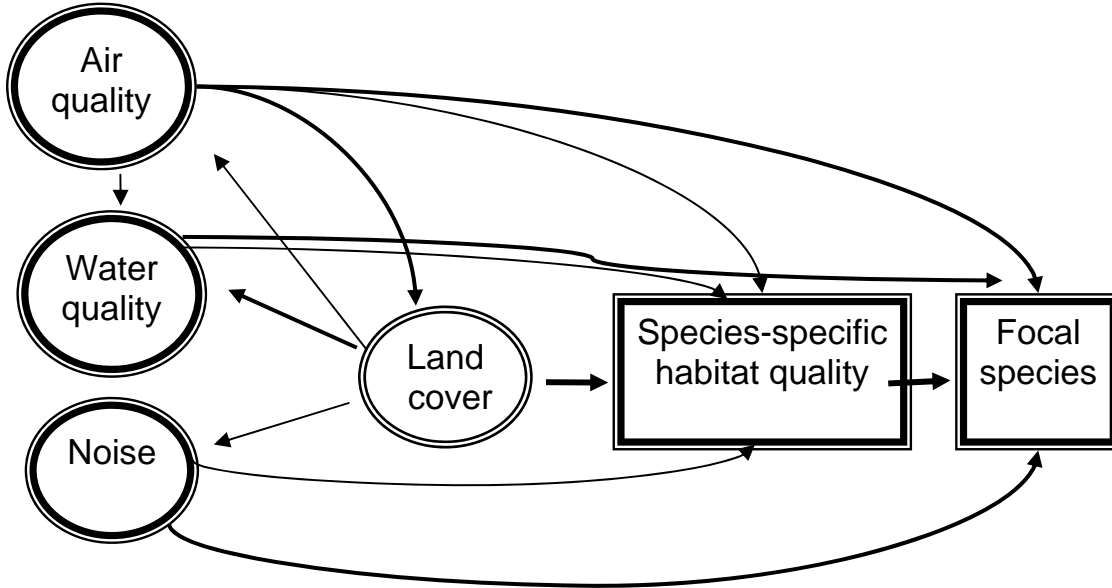 Air
quality
Water
quality
Noise
Land
cover
Species-specific
habitat quality
Focal
species